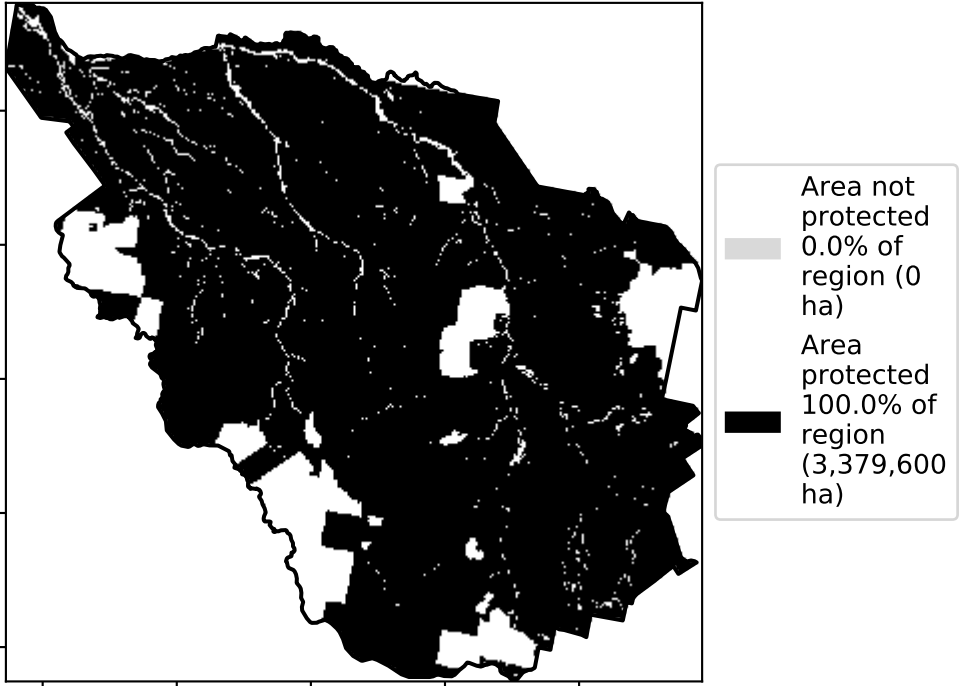 Area not
protected
0.0% of
region (0
ha)
Area
protected
100.0% of
region
(3,379,600
ha)